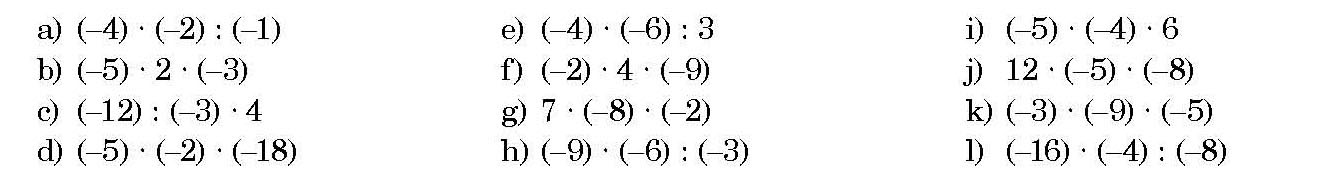 a) (–4) · (–2) : (–1)
b) (–5) · 2 · (–3)
c) (–12) : (–3) · 4
d) (–5) · (–2) · (–18)
e) (–4) · (–6) : 3
f) (–2) · 4 · (–9)
g) 7 · (–8) · (–2)
h) (–9) · (–6) : (–3)
i) (–5) · (–4) · 6
j) 12 · (–5) · (–8)
k) (–3) · (–9) · (–5)
l) (–16) · (–4) : (–8)